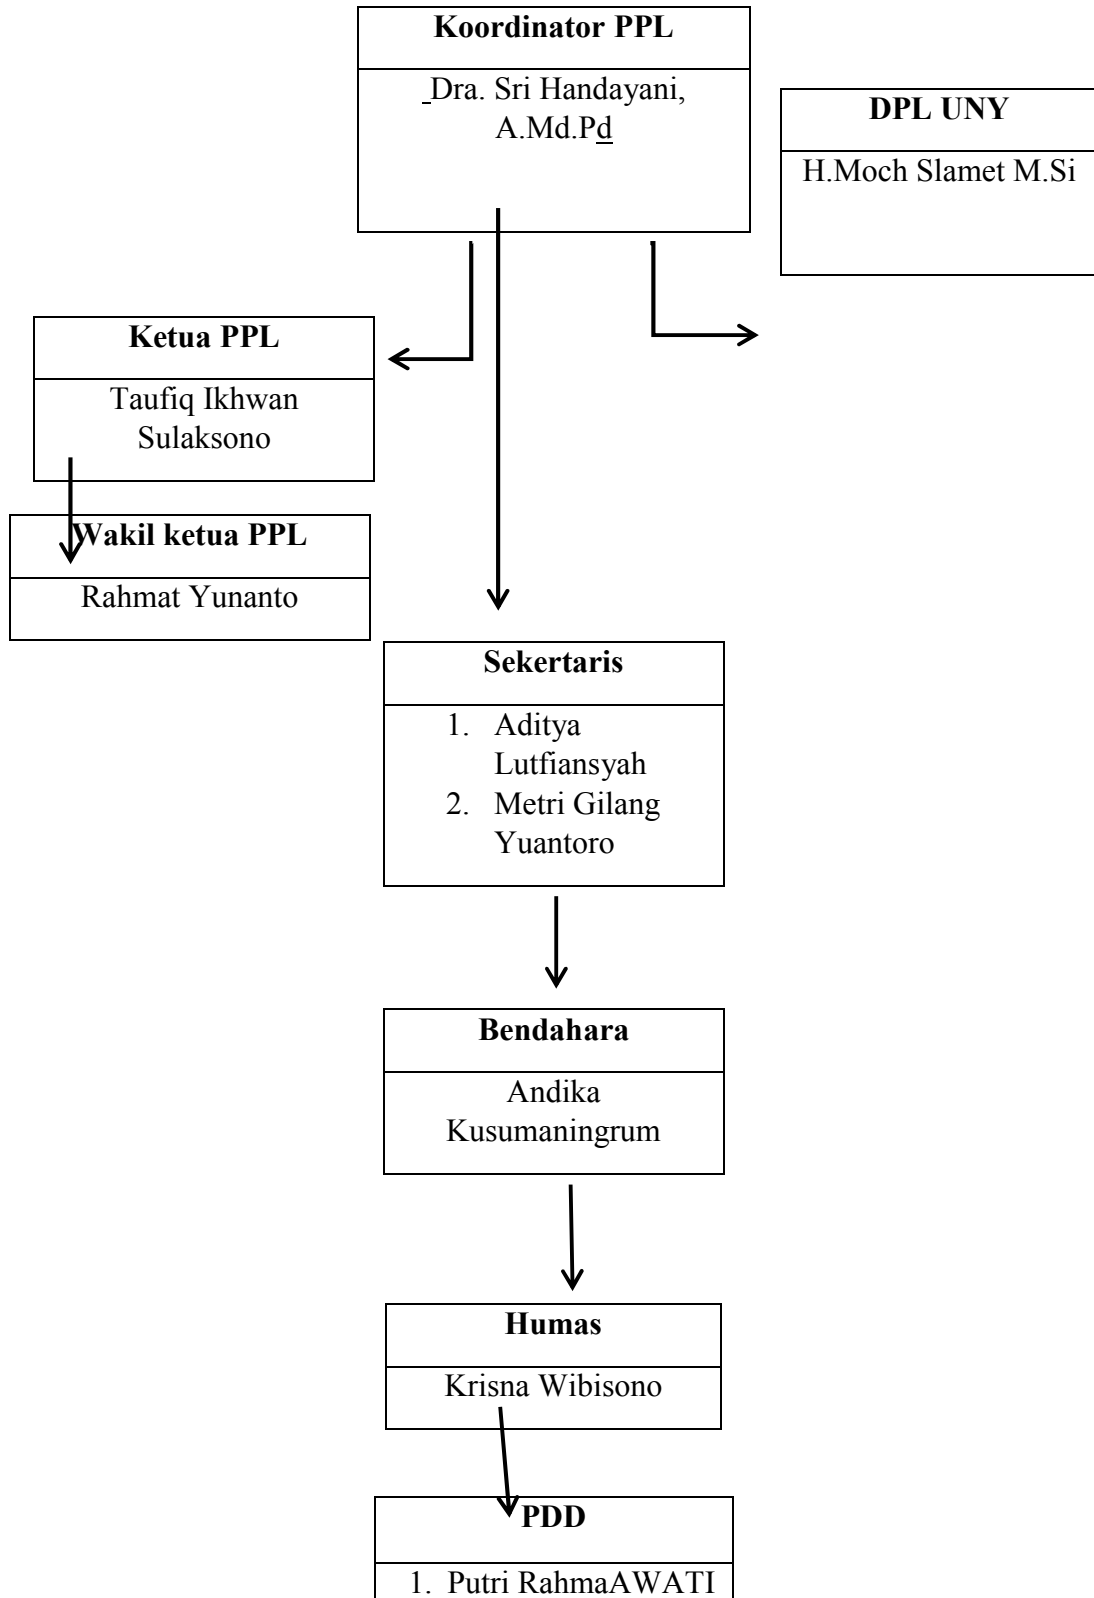 Koordinator PPL
Dra. Sri Handayani,
A.Md.Pd
DPL UNY
H.Moch Slamet M.Si
Ketua PPL
Taufiq Ikhwan
Sulaksono
Wakil ketua PPL
Rahmat Yunanto
Sekertaris
1. Aditya
Lutfiansyah
2. Metri Gilang
Yuantoro
Bendahara
Andika
Kusumaningrum
Humas
Krisna Wibisono
PDD
1. Putri RahmaAWATI